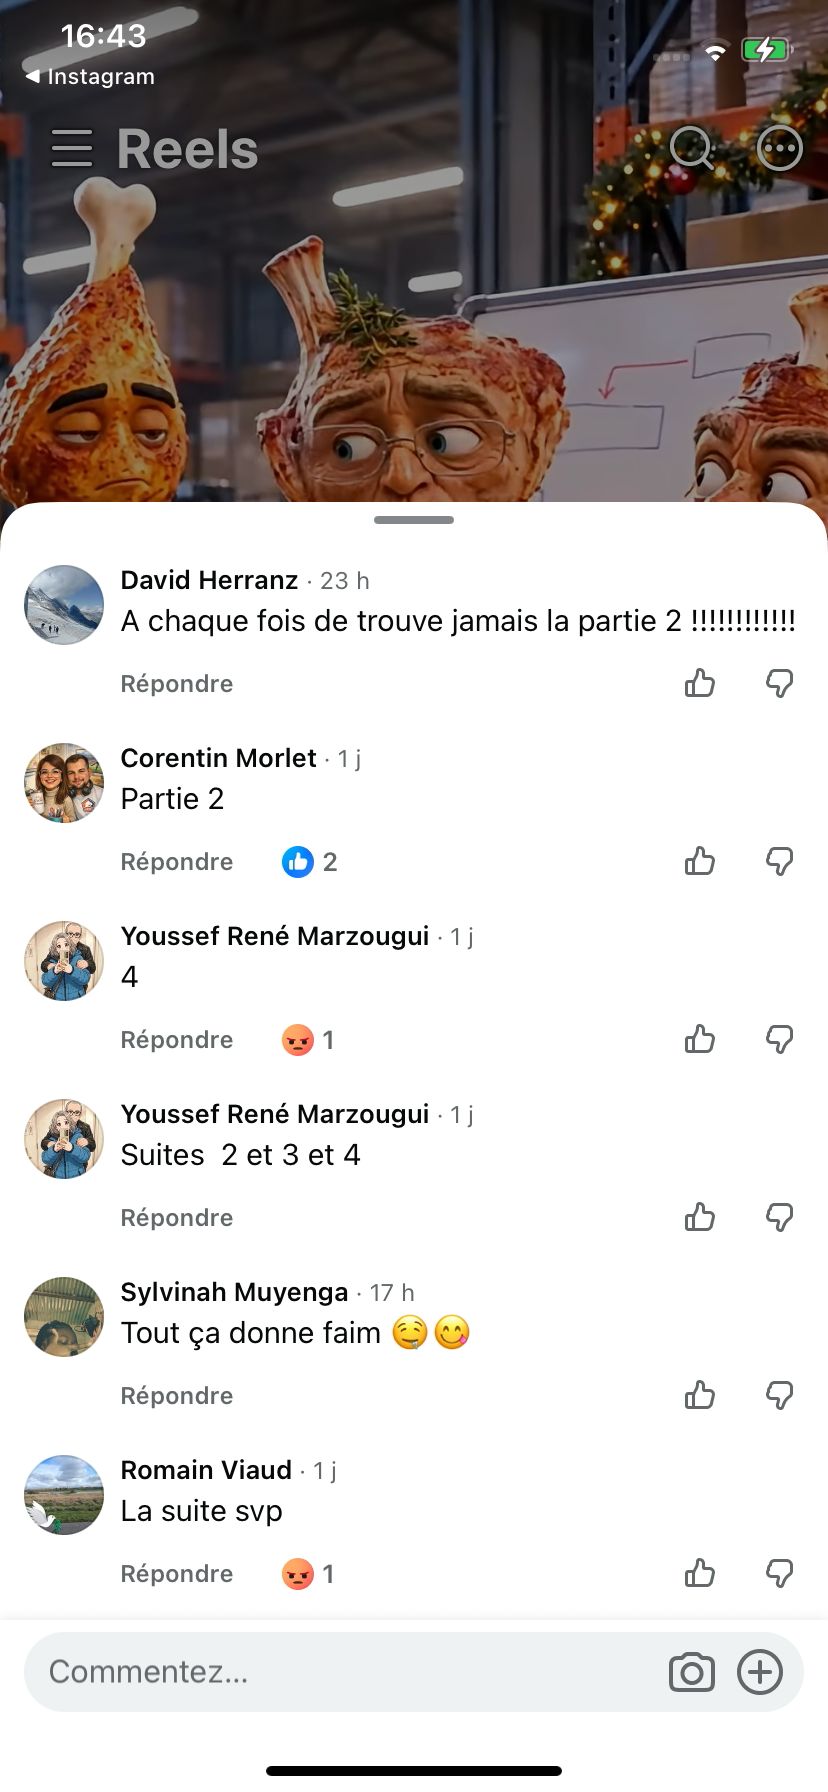 16:43
◀ Instagram
Reels
David Herranz · 23 h
A chaque fois de trouve jamais la partie 2 !!!!!!!!!!!!
Répondre
Corentin Morlet · 1 j
Partie 2
Répondre 2
Youssef René Marzougui · 1 j
4
Répondre 1
Youssef René Marzougui · 1 j
Suites  2 et 3 et 4
Répondre
Sylvinah Muyenga · 17 h
Tout ça donne faim 🤤😋
Répondre
Romain Viaud · 1 j
La suite svp
Répondre 1
Commentez...